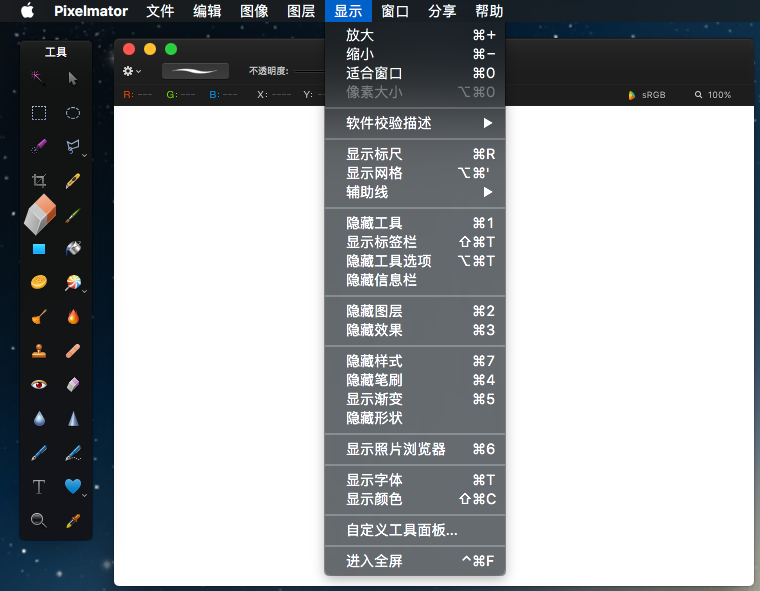 Pixelmator 文件 编辑 图像 图层 显示 窗口 分享 帮助
工具
不透明度:
R: --- G: --- B: --- X: ---- Y: --
sRGB 100%
放大 ⌘+
缩小 ⌘−
适合窗口 ⌘0
像素大小 ⌥⌘0
软件校验描述 ▶
显示标尺 ⌘R
显示网格 ⌥⌘'
辅助线 ▶
隐藏工具 ⌘1
显示标签栏 ⇧⌘T
隐藏工具选项 ⌥⌘T
隐藏信息栏
隐藏图层 ⌘2
隐藏效果 ⌘3
隐藏样式 ⌘7
隐藏笔刷 ⌘4
显示渐变 ⌘5
隐藏形状
显示照片浏览器 ⌘6
显示字体 ⌘T
显示颜色 ⇧⌘C
自定义工具面板...
进入全屏 ^⌘F